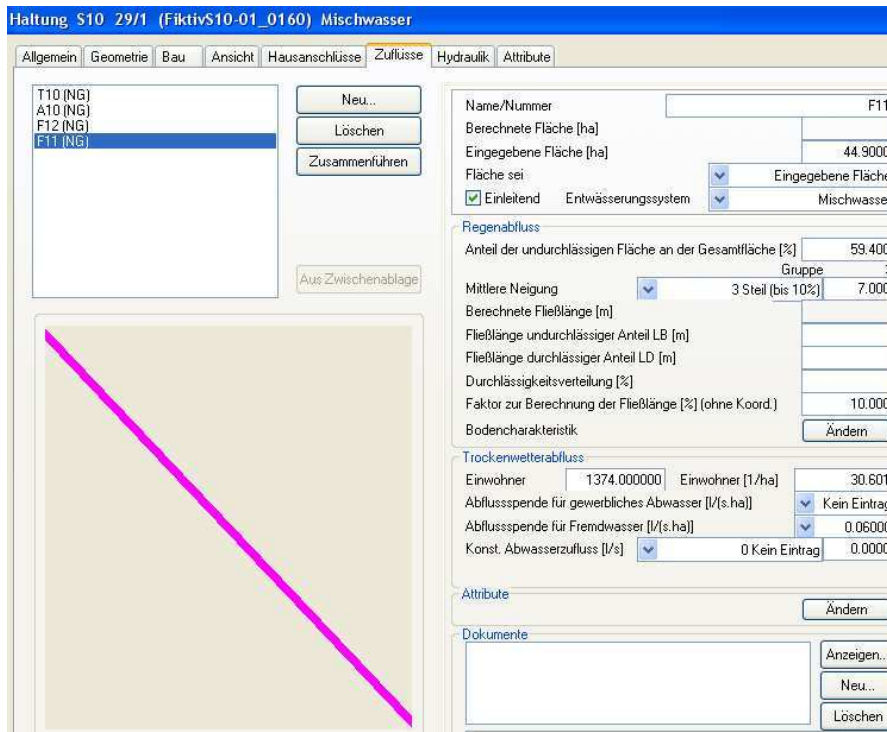 Haltung S10 29/1 (FiktivS10-01_0160) Mischwasser
Allgemein Geometrie Bau Ansicht Hausanschlüsse Zuflüsse Hydraulik Attribute
T10 (NG)
A10 (NG)
F12 (NG)
F11 (NG)
Neu...
Löschen
Zusammenführen
Aus Zwischenablage
Name/Nummer F11
Berechnete Fläche [ha]
Eingegebene Fläche [ha] 44.9000
Fläche sei Eingegebene Fläche
Einleitend Entwässerungssystem Mischwasse
Regenabfluss
Anteil der undurchlässigen Fläche an der Gesamtfläche [%] 59.400
Gruppe
Mittlere Neigung 3 Steil (bis 10%) 7.000
Berechnete Fließlänge [m]
Fließlänge undurchlässiger Anteil LB [m]
Fließlänge durchlässiger Anteil LD [m]
Durchlässigkeitsverteilung [%]
Faktor zur Berechnung der Fließlänge [%] (ohne Koord.) 10.000
Bodencharakteristik Ändern
Trockenwetterabfluss
Einwohner 1374.000000 Einwohner [1/ha] 30.601
Abflussspende für gewerbliches Abwasser [l/(s.ha)] Kein Eintrag
Abflussspende für Fremdwasser [l/(s.ha)] 0.0600
Konst. Abwasserzufluss [l/s] 0 Kein Eintrag 0.0000
Attribute
Ändern
Dokumente
Anzeigen..
Neu...
Löschen